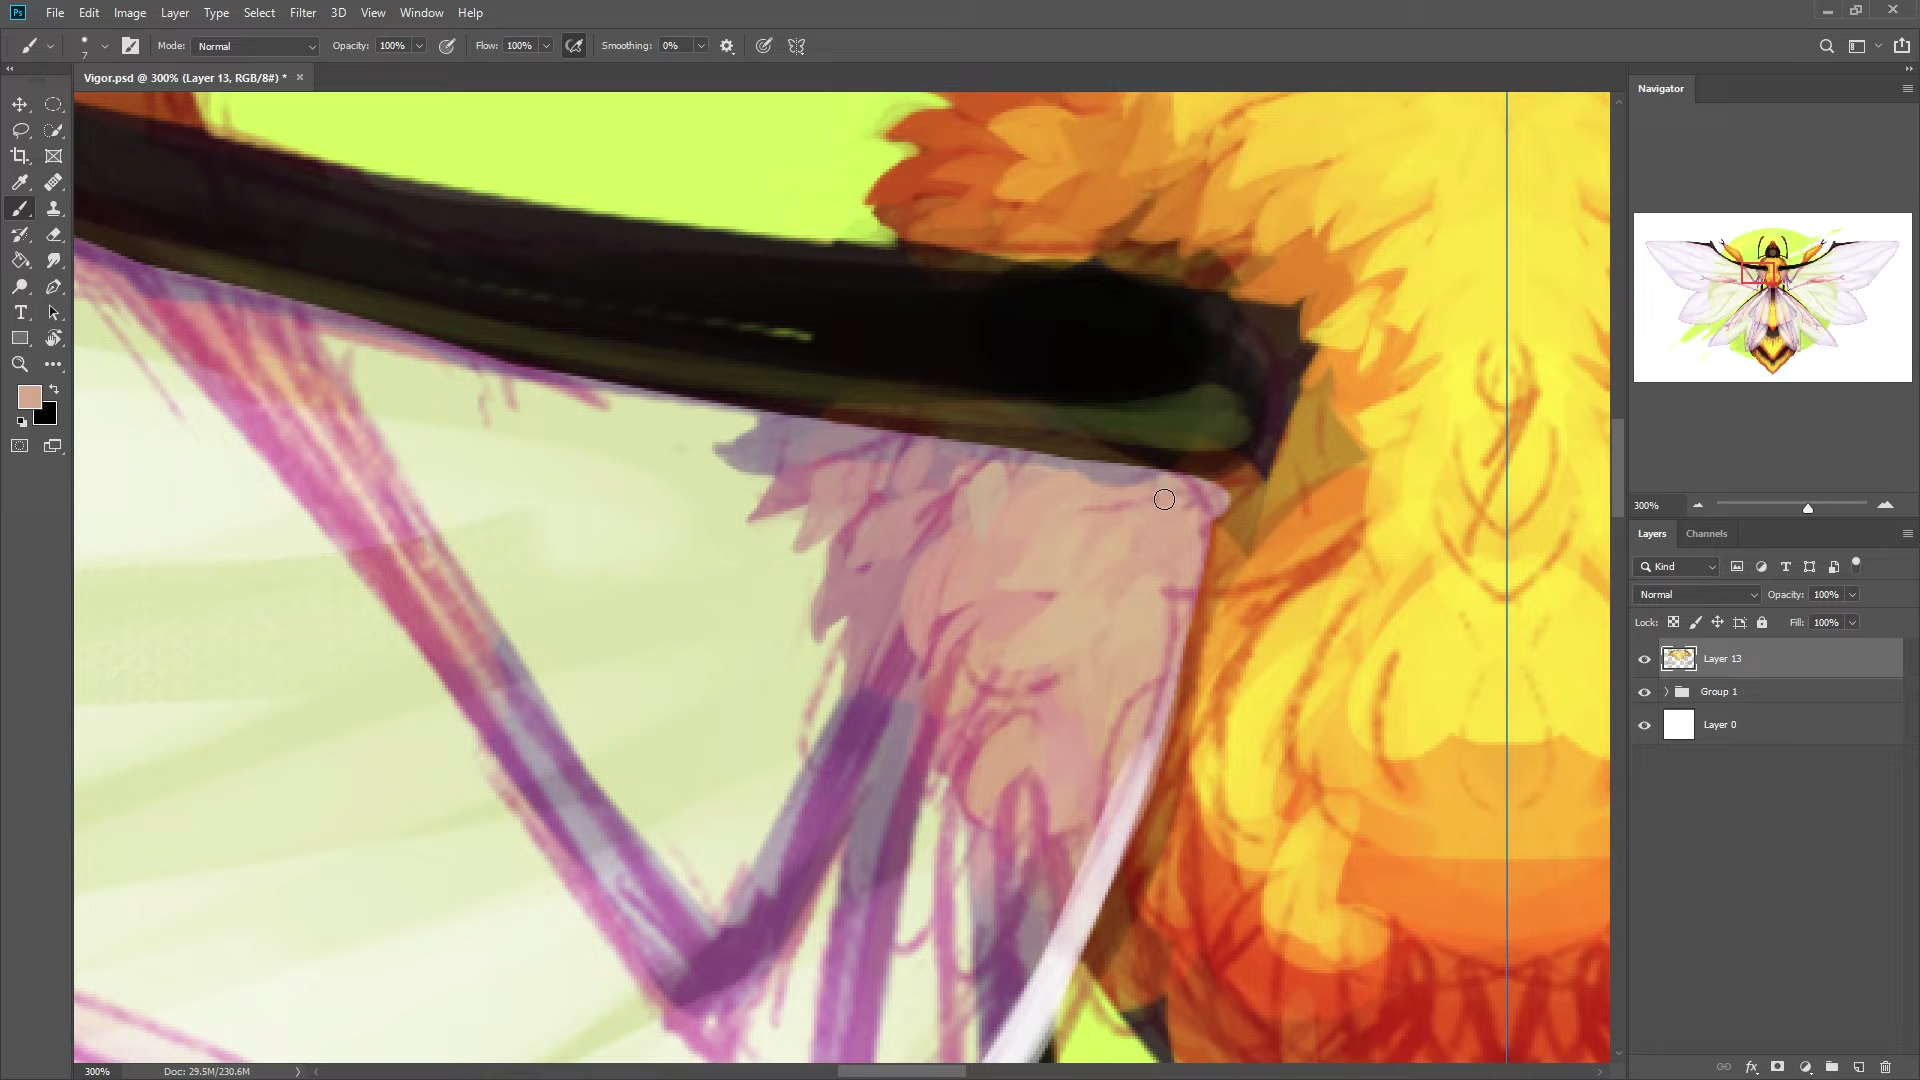 Ps File Edit Image Layer Type Select Filter 3D View Window Help
7 Mode: Normal Opacity: 100% Flow: 100% Smoothing: 0%
Vigor.psd @ 300% (Layer 13, RGB/8#) * ×
Navigator
300%
Layers Channels
Kind
Normal Opacity: 100%
Lock: Fill: 100%
Layer 13
Group 1
Layer 0
fx
300% Doc: 29.5M/230.6M